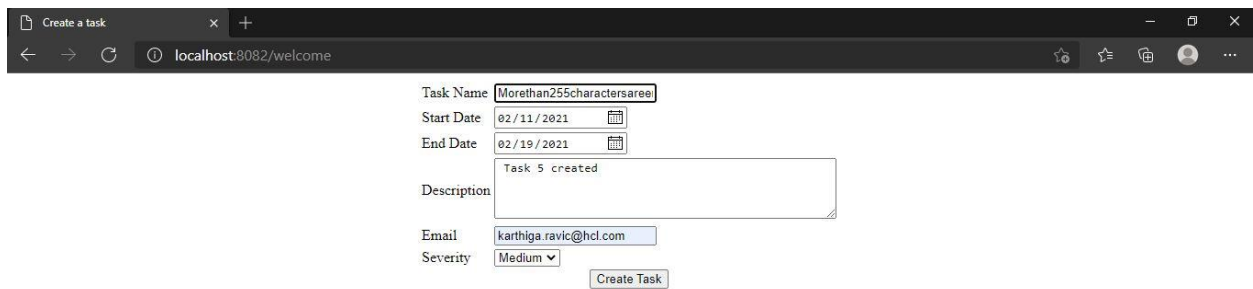 Create a task
localhost:8082/welcome
Task Name Morethan255charactersareer
Start Date 02/11/2021
End Date 02/19/2021
Description Task 5 created
Email karthiga.ravic@hcl.com
Severity Medium
Create Task